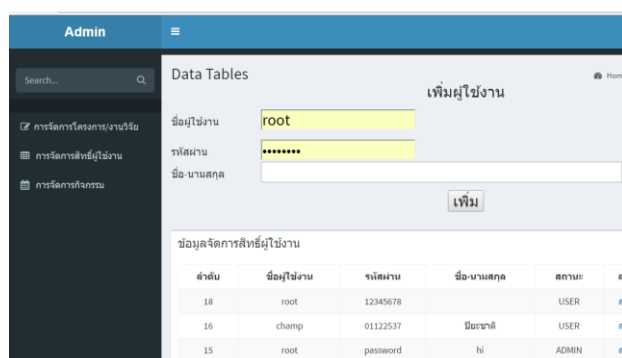 Admin
Search...
Data Tables
Hom
เพิ่มผู้ใช้งาน
การจัดการโครงการ/งานวิจัย
การจัดการสิทธิ์ผู้ใช้งาน
การจัดการกิจกรรม
ชื่อผู้ใช้งาน root
รหัสผ่าน ••••••••
ชื่อ-นามสกุล
เพิ่ม
ข้อมูลจัดการสิทธิ์ผู้ใช้งาน
ลำดับ ชื่อผู้ใช้งาน รหัสผ่าน ชื่อ-นามสกุล สถานะ
18 root 12345678 USER
16 champ 01122537 ปิยะชาติ USER
15 root password hi ADMIN